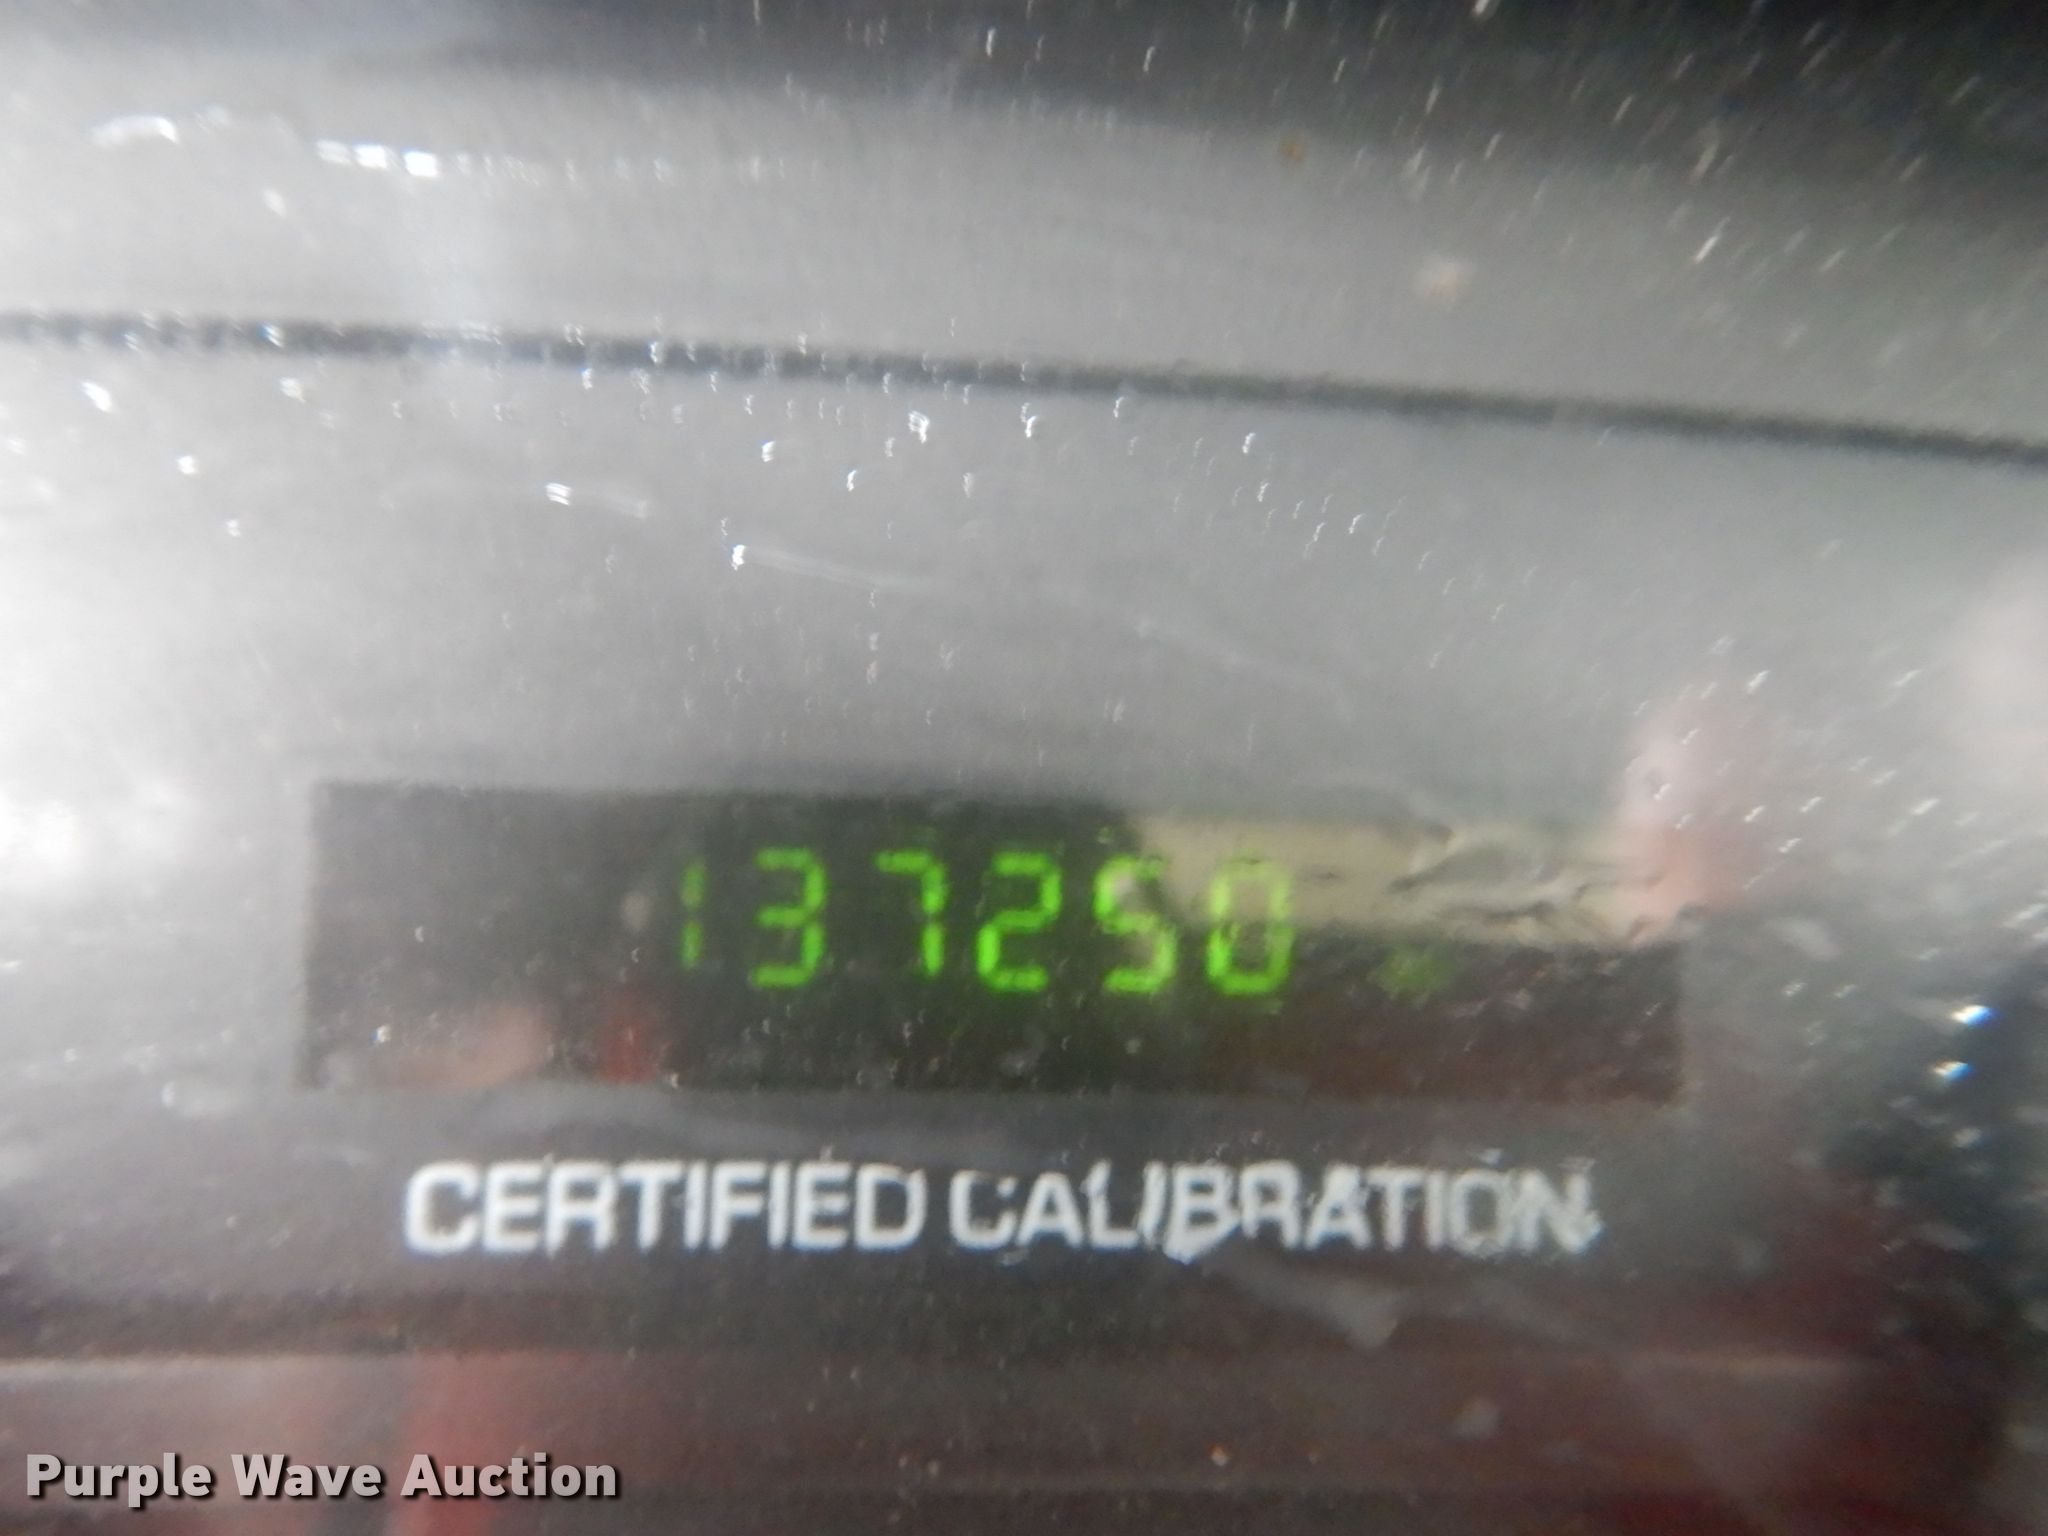 137250
CERTIFIED CALIBRATION
Purple Wave Auction